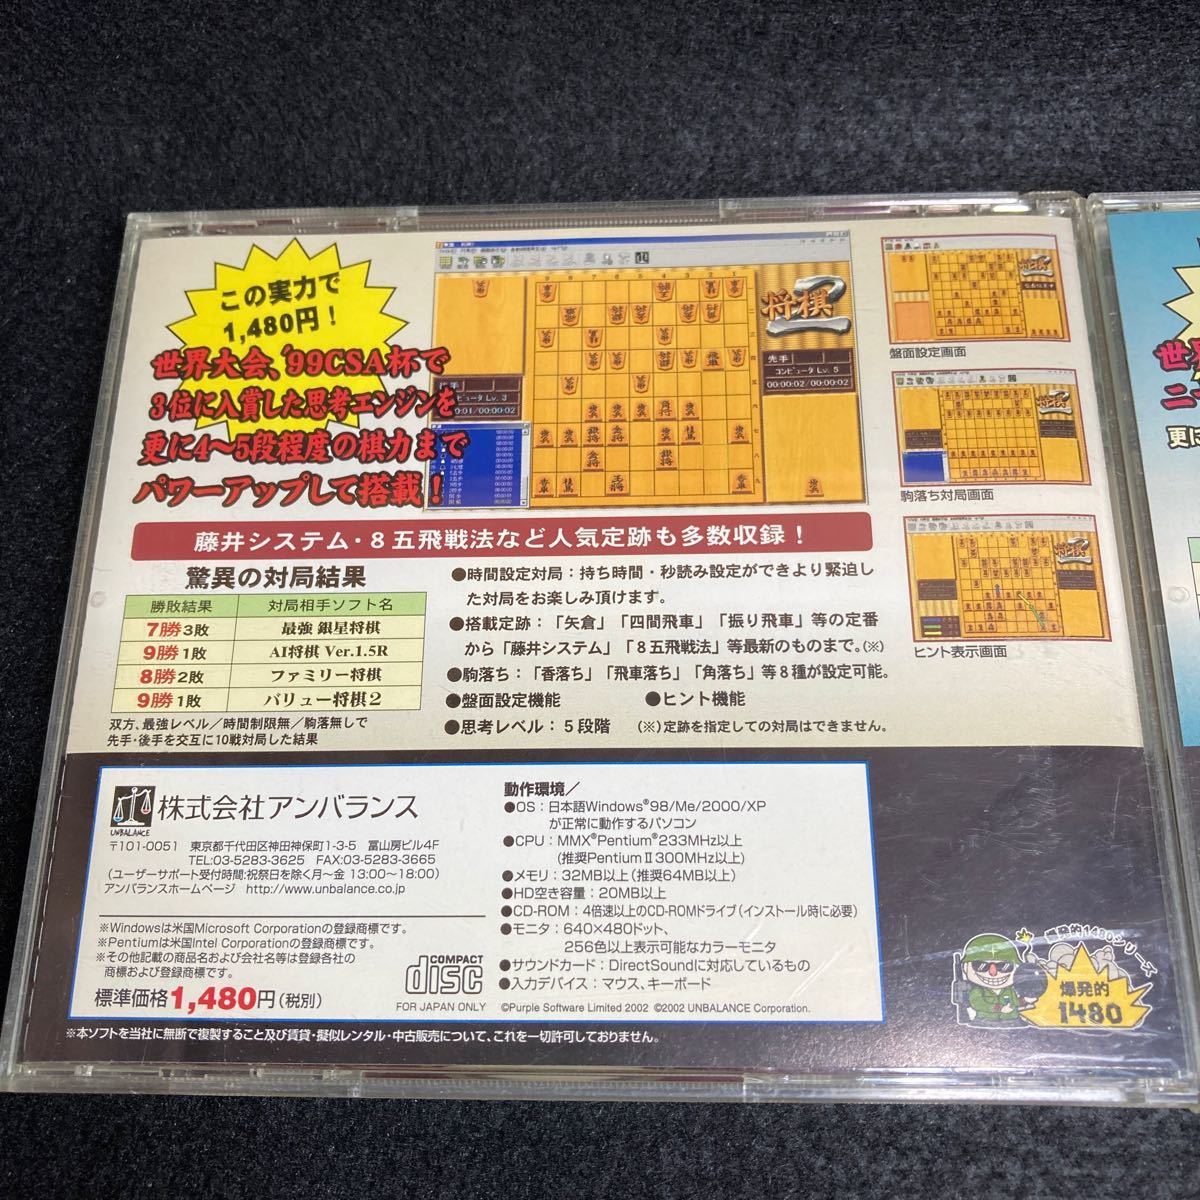 この実力で
1,480円！
世界大会、'99CSA杯で
3位に入賞した思考エンジンを
更に4〜5段程度の棋力まで
パワーアップして搭載！
将棋
先手
コンピュータ Lv. 5
00:00:02/00:00:02
盤面設定画面
駒落ち対局画面
ヒント表示画面
藤井システム・８五飛戦法など人気定跡も多数収録！
驚異の対局結果
勝敗結果 対局相手ソフト名
7勝3敗 最強 銀星将棋
9勝1敗 AI将棋 Ver.1.5R
8勝2敗 ファミリー将棋
9勝1敗 バリュー将棋２
双方、最強レベル／時間制限無／駒落無しで
先手・後手を交互に10戦対局した結果
●時間設定対局：持ち時間・秒読み設定ができより緊迫し
た対局をお楽しみ頂けます。
●搭載定跡：「矢倉」「四間飛車」「振り飛車」等の定番
から「藤井システム」「８五飛戦法」等最新のものまで。(※)
●駒落ち：「香落ち」「飛車落ち」「角落ち」等８種が設定可能。
●盤面設定機能 ●ヒント機能
●思考レベル：５段階 (※)定跡を指定しての対局はできません。
UNBALANCE
株式会社アンバランス
〒101-0051 東京都千代田区神田神保町1-3-5 冨山房ビル4F
TEL:03-5283-3625 FAX:03-5283-3665
(ユーザーサポート受付時間:祝祭日を除く月〜金 13:00〜18:00)
アンバランスホームページ http://www.unbalance.co.jp
※Windowsは米国Microsoft Corporationの登録商標です。
※Pentiumは米国Intel Corporationの登録商標です。
※その他記載の商品名および会社名等は登録各社の
商標および登録商標です。
標準価格1,480円(税別)
COMPACT
disc
FOR JAPAN ONLY
動作環境／
●OS：日本語Windows®98/Me/2000/XP
が正常に動作するパソコン
●CPU：MMX®Pentium®233MHz以上
(推奨PentiumⅡ300MHz以上)
●メモリ：32MB以上(推奨64MB以上)
●HD空き容量：20MB以上
●CD-ROM：4倍速以上のCD-ROMドライブ(インストール時に必要)
●モニタ：640×480ドット、
256色以上表示可能なカラーモニタ
●サウンドカード：DirectSoundに対応しているもの
●入力デバイス：マウス、キーボード
©Purple Software Limited 2002 ©2002 UNBALANCE Corporation.
爆発的1480シリーズ
爆発的
1480
※本ソフトを当社に無断で複製すること及び賃貸・擬似レンタル・中古販売について、これを一切許可しておりません。